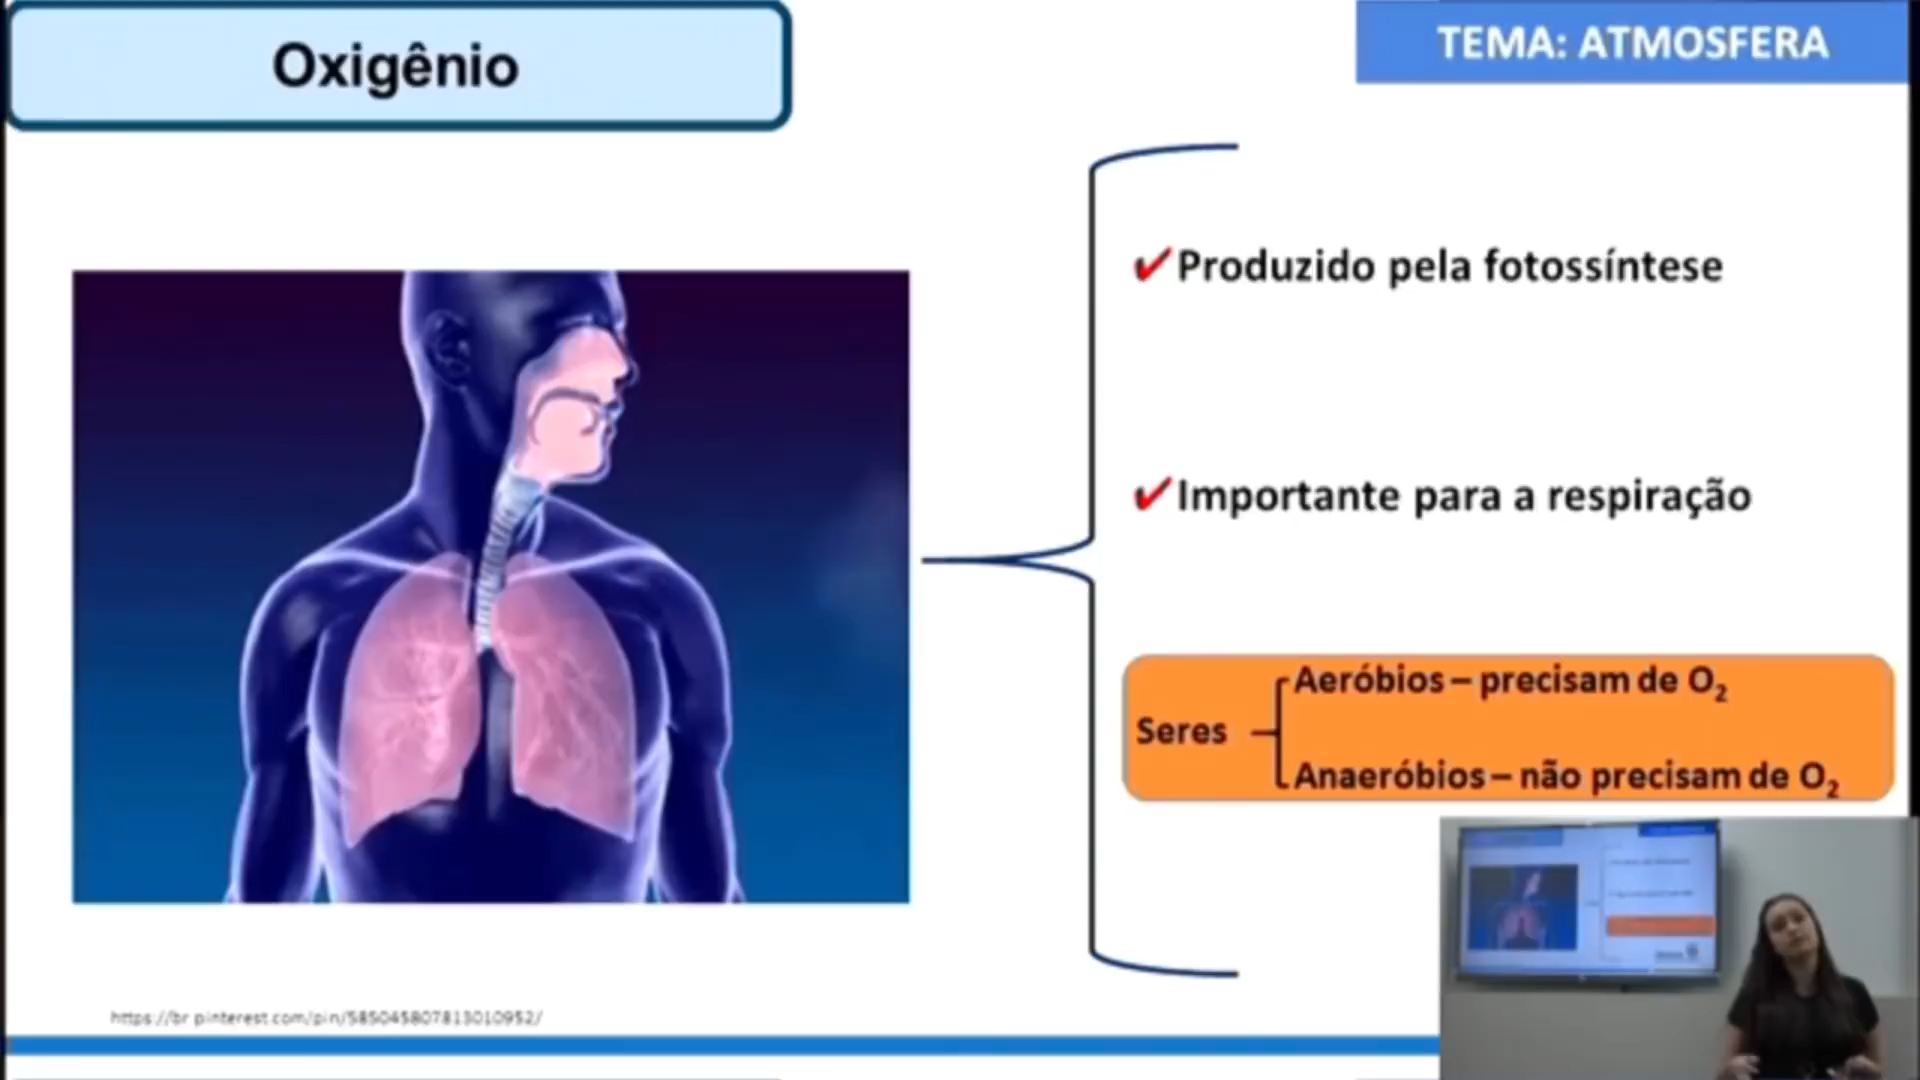 Oxigênio
TEMA: ATMOSFERA
✔Produzido pela fotossíntese
✔Importante para a respiração
Seres
Aeróbios – precisam de O₂
Anaeróbios – não precisam de O₂
https://br.pinterest.com/pin/585045807813010952/